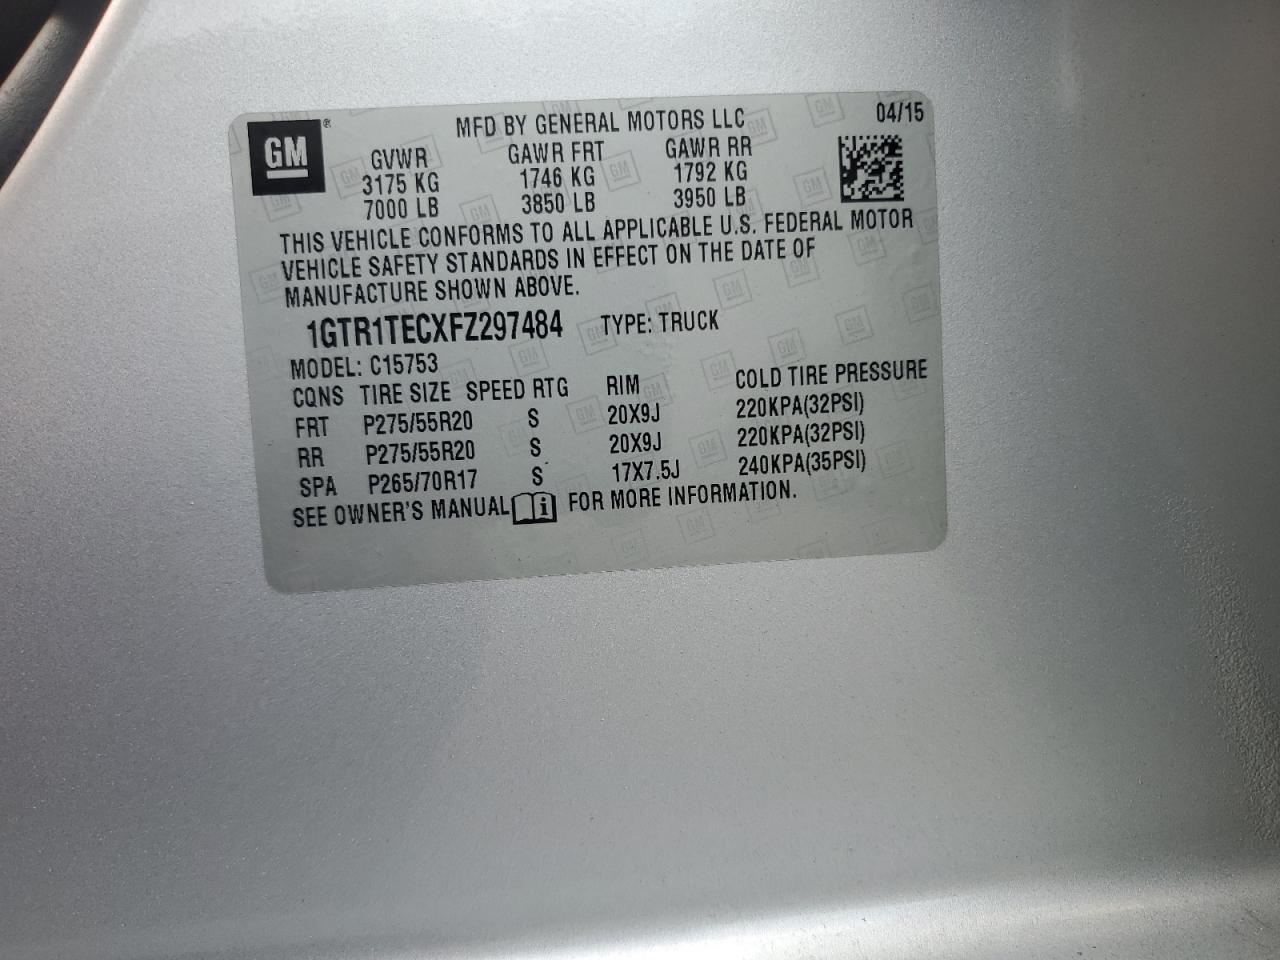 GM®
MFD BY GENERAL MOTORS LLC 04/15
GVWR GAWR FRT GAWR RR
3175 KG 1746 KG 1792 KG
7000 LB 3850 LB 3950 LB
THIS VEHICLE CONFORMS TO ALL APPLICABLE U.S. FEDERAL MOTOR
VEHICLE SAFETY STANDARDS IN EFFECT ON THE DATE OF
MANUFACTURE SHOWN ABOVE.
1GTR1TECXFZ297484 TYPE: TRUCK
MODEL: C15753
CQNS TIRE SIZE SPEED RTG RIM COLD TIRE PRESSURE
FRT P275/55R20 S 20X9J 220KPA(32PSI)
RR P275/55R20 S 20X9J 220KPA(32PSI)
SPA P265/70R17 S 17X7.5J 240KPA(35PSI)
SEE OWNER'S MANUAL i FOR MORE INFORMATION.